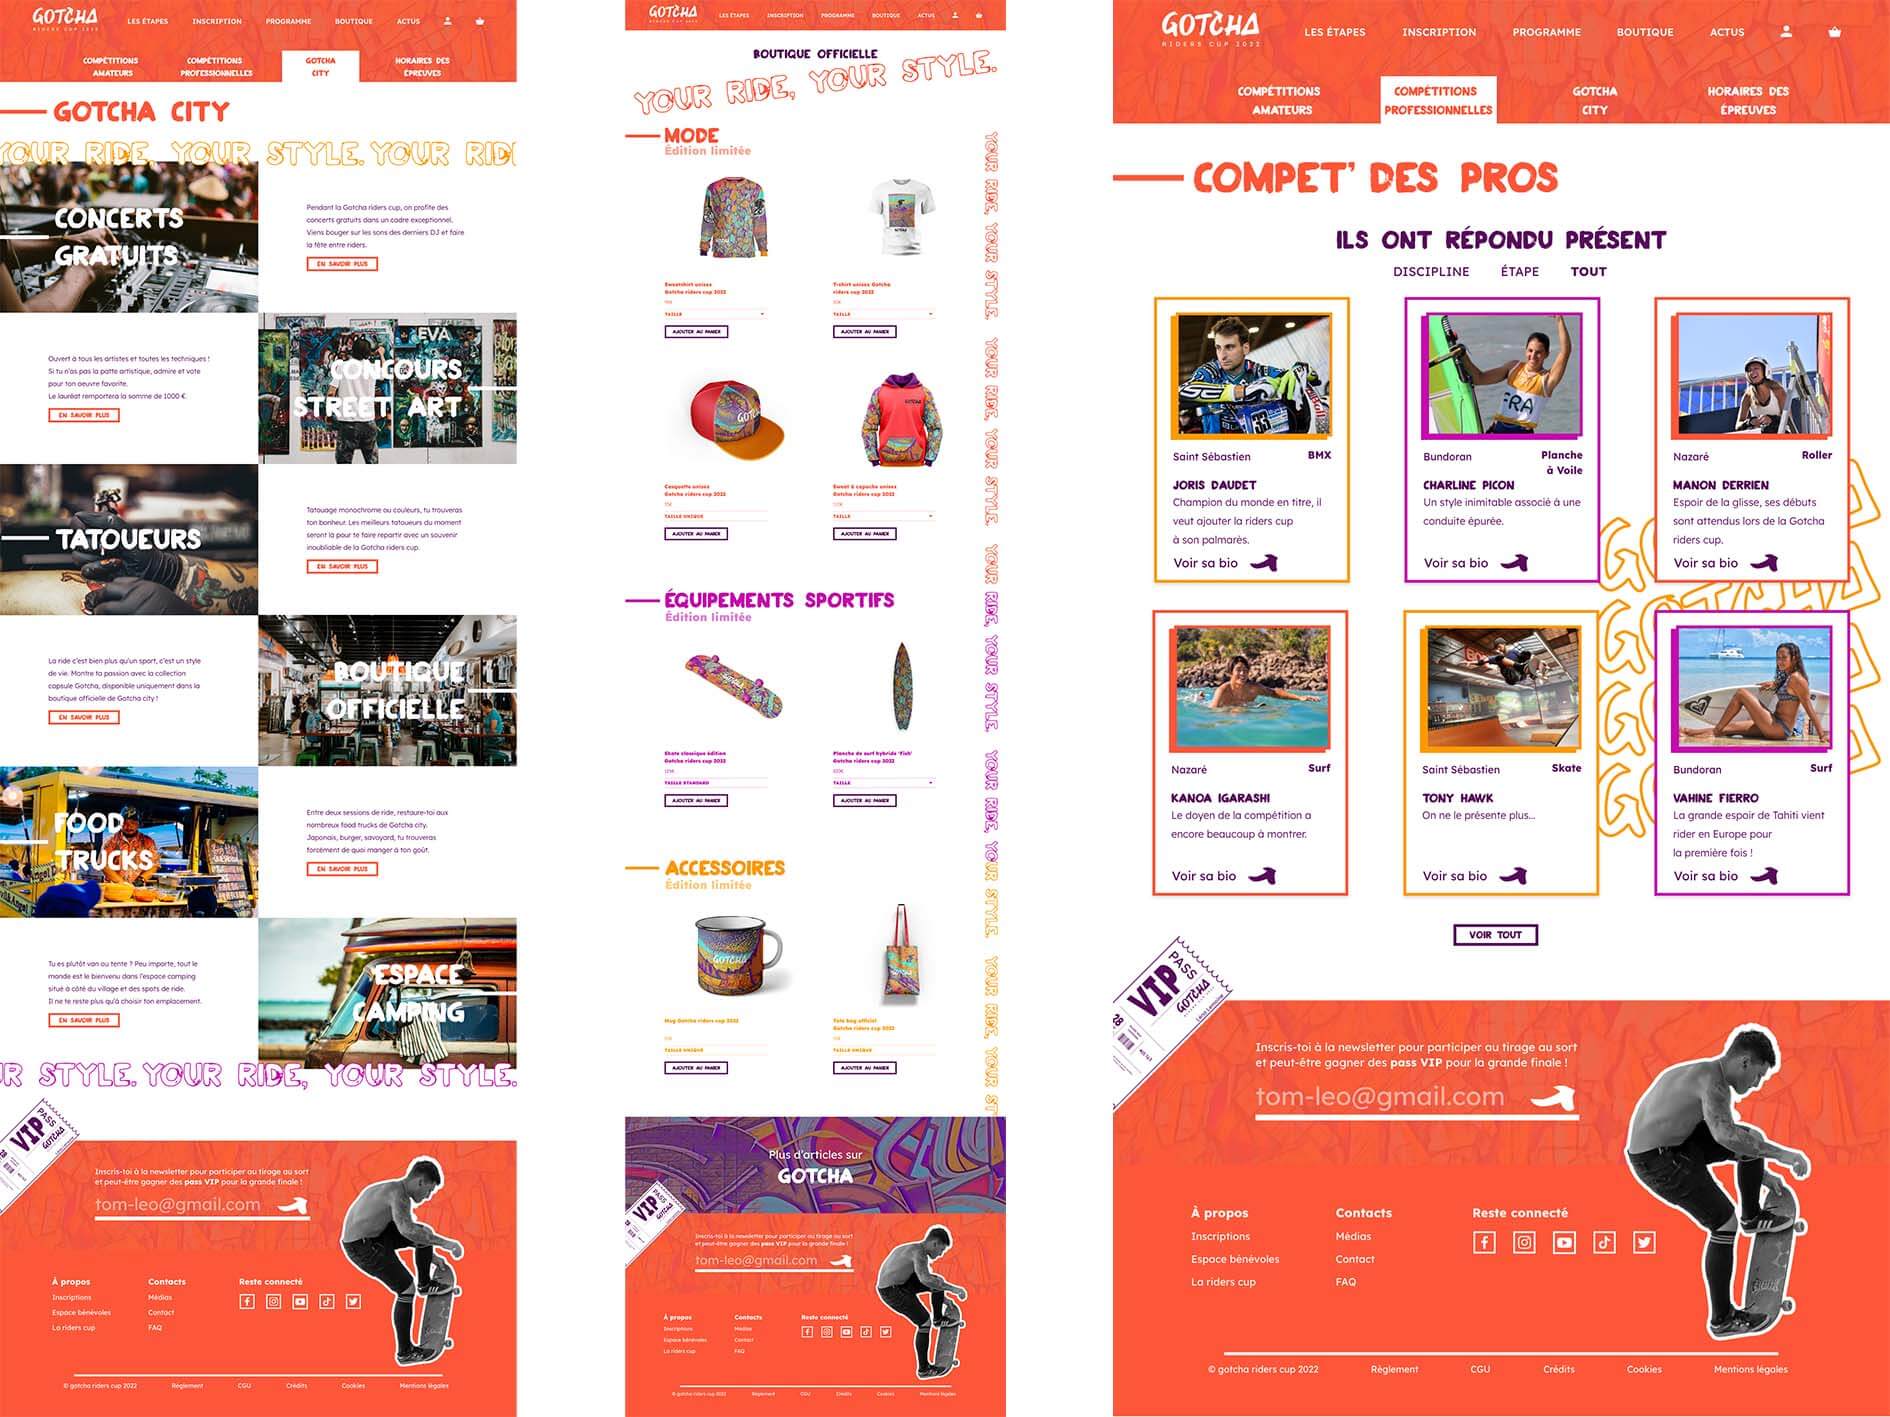 GOTCHA
RIDERS CUP 2022
LES ÉTAPES
INSCRIPTION
PROGRAMME
BOUTIQUE
ACTUS
COMPÉTITIONS
AMATEURS
COMPÉTITIONS
PROFESSIONNELLES
GOTCHA
CITY
HORAIRES DES
ÉPREUVES
GOTCHA CITY
YOUR RIDE, YOUR STYLE. YOUR RIDE
CONCERTS
GRATUITS
Pendant la Gotcha riders cup, on profite des
concerts gratuits dans un cadre exceptionnel.
Viens bouger sur les sons des derniers DJ et faire
la fête entre riders.
EN SAVOIR PLUS
Ouvert à tous les artistes et toutes les techniques !
Si tu n'as pas la patte artistique, admire et vote
pour ton oeuvre favorite.
Le lauréat remportera la somme de 1000 €.
EN SAVOIR PLUS
EVA
CONCOURS
STREET ART
TATOUEURS
Tatouage monochrome ou couleurs, tu trouveras
ton bonheur. Les meilleurs tatoueurs du moment
seront là pour te faire repartir avec un souvenir
inoubliable de la Gotcha riders cup.
EN SAVOIR PLUS
La ride c'est bien plus qu'un sport, c'est un style
de vie. Montre ta passion avec la collection
capsule Gotcha, disponible uniquement dans la
boutique officielle de Gotcha city !
EN SAVOIR PLUS
BOUTIQUE
OFFICIELLE
FOOD
TRUCKS
Entre deux sessions de ride, restaure-toi aux
nombreux food trucks de Gotcha city.
Japonais, burger, savoyard, tu trouveras
forcément de quoi manger à ton goût.
EN SAVOIR PLUS
Tu es plutôt van ou tente ? Peu importe, tout le
monde est le bienvenu dans l'espace camping
situé à côté du village et des spots de ride.
Il ne te reste plus qu'à choisir ton emplacement.
EN SAVOIR PLUS
ESPACE
CAMPING
R STYLE. YOUR RIDE, YOUR STYLE.
VIP
PASS
GOTCHA
Inscris-toi à la newsletter pour participer au tirage au sort
et peut-être gagner des pass VIP pour la grande finale !
tom-leo@gmail.com
À propos
Inscriptions
Espace bénévoles
La riders cup
Contacts
Médias
Contact
FAQ
Reste connecté
© gotcha riders cup 2022
Règlement
CGU
Crédits
Cookies
Mentions légales
GOTCHA
RIDERS CUP 2022
LES ÉTAPES
INSCRIPTION
PROGRAMME
BOUTIQUE
ACTUS
BOUTIQUE OFFICIELLE
YOUR RIDE, YOUR STYLE.
MODE
Édition limitée
Sweatshirt unisex
Gotcha riders cup 2022
TAILLE
AJOUTER AU PANIER
T-shirt unisex Gotcha
riders cup 2022
TAILLE
AJOUTER AU PANIER
Casquette unisex
Gotcha riders cup 2022
TAILLE UNIQUE
AJOUTER AU PANIER
Sweat à capuche unisex
Gotcha riders cup 2022
TAILLE
AJOUTER AU PANIER
ÉQUIPEMENTS SPORTIFS
Édition limitée
Skate classique édition
Gotcha riders cup 2022
TAILLE STANDARD
AJOUTER AU PANIER
Planche de surf hybride 'Fish'
Gotcha riders cup 2022
TAILLE
AJOUTER AU PANIER
ACCESSOIRES
Édition limitée
GOTCHA
Mug Gotcha riders cup 2022
TAILLE UNIQUE
AJOUTER AU PANIER
Tote bag officiel
Gotcha riders cup 2022
TAILLE UNIQUE
AJOUTER AU PANIER
YOUR RIDE, YOUR STYLE. YOUR RIDE, YOUR STYLE. YOUR RIDE, YOUR STYLE. YOUR RIDE, YOUR STYLE. YOUR RIDE, YOUR ST
Plus d'articles sur
GOTCHA
VIP
PASS
GOTCHA
Inscris-toi à la newsletter pour participer au tirage au sort
et peut-être gagner des pass VIP pour la grande finale !
tom-leo@gmail.com
À propos
Inscriptions
Espace bénévoles
La riders cup
Contacts
Médias
Contact
FAQ
Reste connecté
© gotcha riders cup 2022
Règlement
CGU
Crédits
Cookies
Mentions légales
GOTCHA
RIDERS CUP 2022
LES ÉTAPES
INSCRIPTION
PROGRAMME
BOUTIQUE
ACTUS
COMPÉTITIONS
AMATEURS
COMPÉTITIONS
PROFESSIONNELLES
GOTCHA
CITY
HORAIRES DES
ÉPREUVES
COMPET' DES PROS
ILS ONT RÉPONDU PRÉSENT
DISCIPLINE
ÉTAPE
TOUT
33
Saint Sébastien
BMX
JORIS DAUDET
Champion du monde en titre, il
veut ajouter la riders cup
à son palmarès.
Voir sa bio
FRA
Bundoran
Planche
à Voile
CHARLINE PICON
Un style inimitable associé à une
conduite épurée.
Voir sa bio
Nazaré
Roller
MANON DERRIEN
Espoir de la glisse, ses débuts
sont attendus lors de la Gotcha
riders cup.
Voir sa bio
Nazaré
Surf
KANOA IGARASHI
Le doyen de la compétition a
encore beaucoup à montrer.
Voir sa bio
Saint Sébastien
Skate
TONY HAWK
On ne le présente plus...
Voir sa bio
Bundoran
Surf
VAHINE FIERRO
La grande espoir de Tahiti vient
rider en Europe pour
la première fois !
Voir sa bio
GOTCHA
VOIR TOUT
VIP
PASS
GOTCHA
28
Inscris-toi à la newsletter pour participer au tirage au sort
et peut-être gagner des pass VIP pour la grande finale !
tom-leo@gmail.com
À propos
Inscriptions
Espace bénévoles
La riders cup
Contacts
Médias
Contact
FAQ
Reste connecté
© gotcha riders cup 2022
Règlement
CGU
Crédits
Cookies
Mentions légales